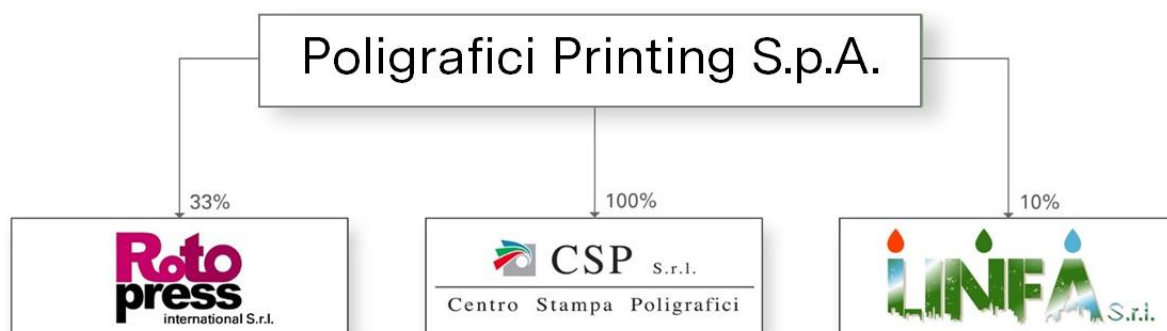 Poligrafici Printing S.p.A.
33%
100%
10%
Roto
press
international S.r.l.
CSP S.r.l.
Centro Stampa Poligrafici
LINFA S.r.l.